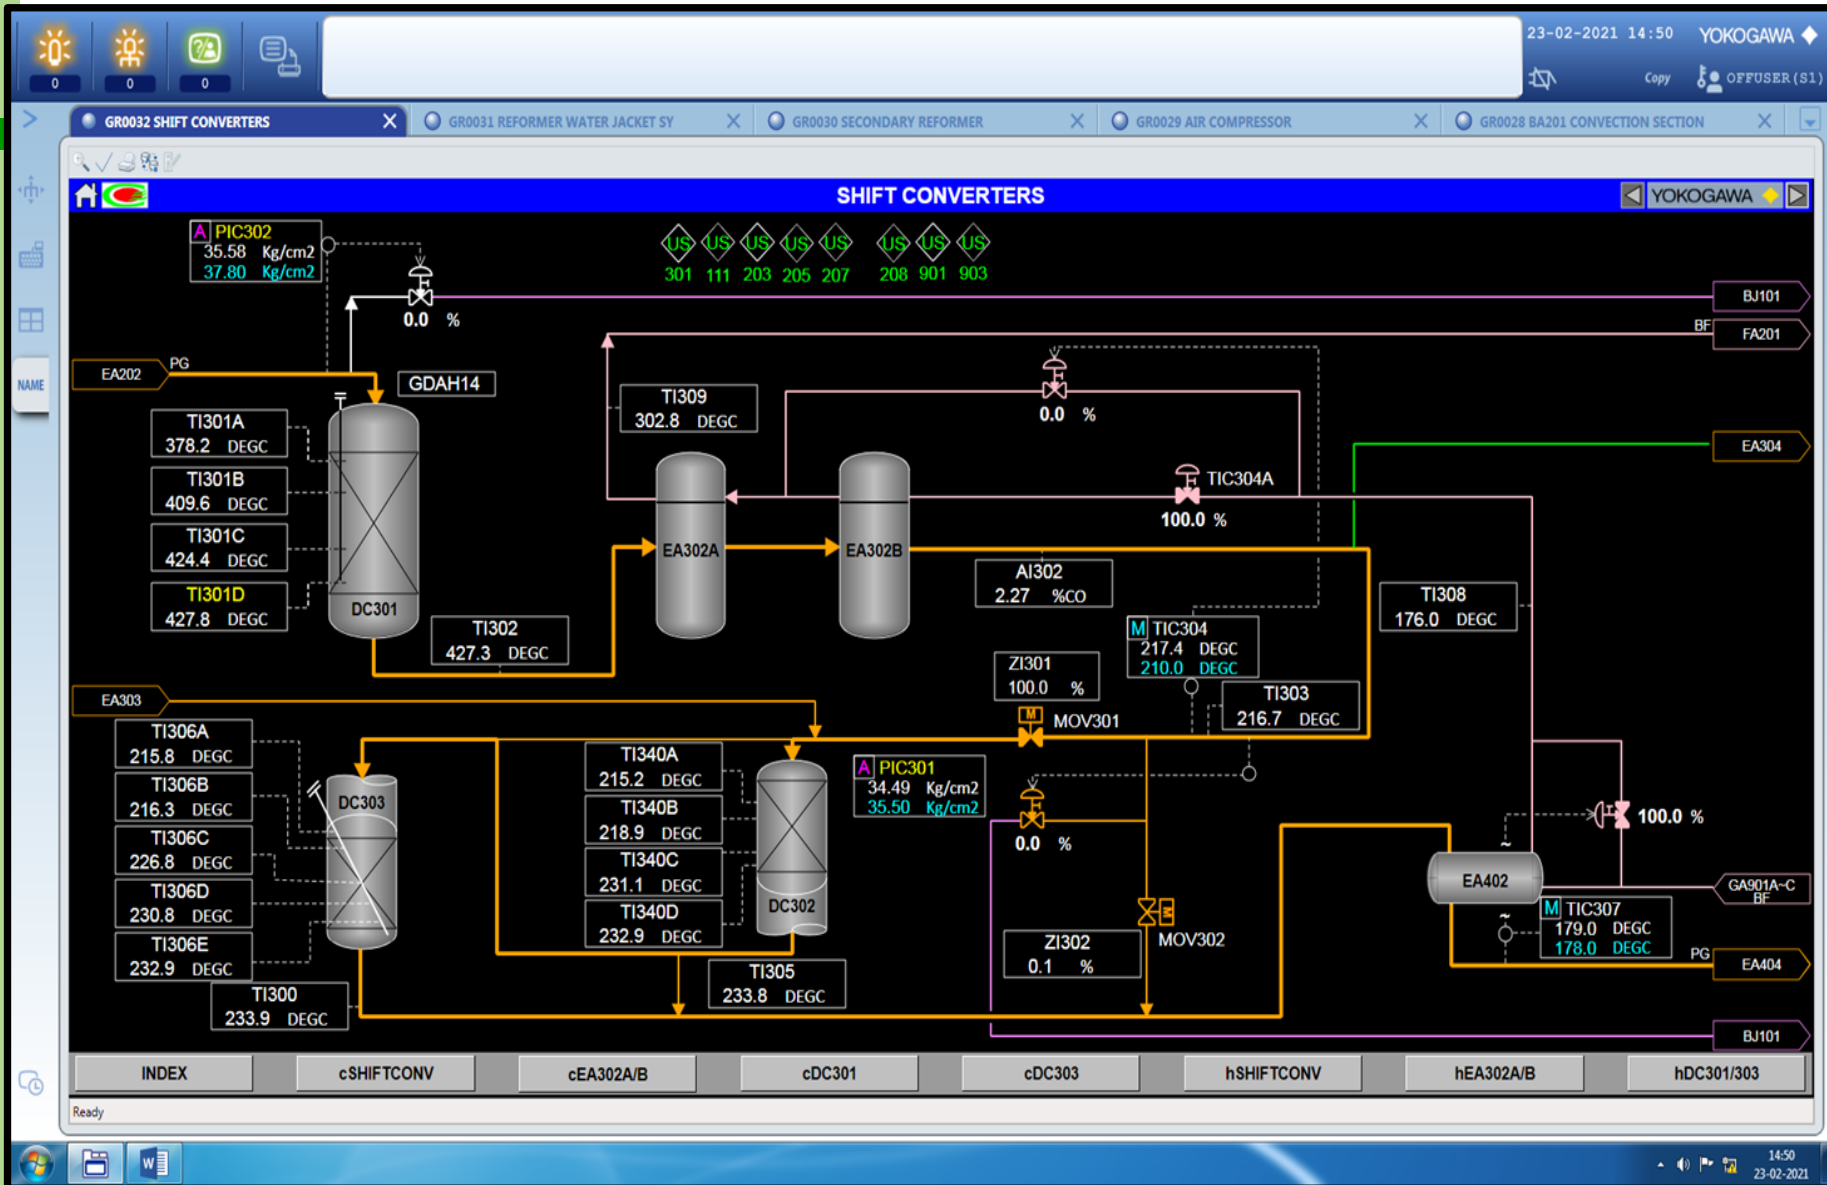 23-02-2021 14:50 YOKOGAWA
0 0 0
Copy OFFUSER(S1)
GR0032 SHIFT CONVERTERS GR0031 REFORMER WATER JACKET SY GR0030 SECONDARY REFORMER GR0029 AIR COMPRESSOR GR0028 BA201 CONVECTION SECTION
SHIFT CONVERTERS
YOKOGAWA
NAME
A PIC302
35.58 Kg/cm2
37.80 Kg/cm2
US US US US US US US US
301 111 203 205 207 208 901 903
0.0 %
BJ101
BF FA201
EA202 PG
GDAH14
TI309
302.8 DEGC
0.0 %
TI301A
378.2 DEGC
EA304
TI301B
409.6 DEGC
TIC304A
100.0 %
TI301C
424.4 DEGC
EA302A
EA302B
AI302
2.27 %CO
TI301D
427.8 DEGC
DC301
TI308
176.0 DEGC
TI302
427.3 DEGC
M TIC304
217.4 DEGC
210.0 DEGC
ZI301
100.0 %
EA303
TI303
216.7 DEGC
M MOV301
TI306A
215.8 DEGC
TI340A
215.2 DEGC
A PIC301
34.49 Kg/cm2
35.50 Kg/cm2
TI306B
216.3 DEGC
DC303
TI340B
218.9 DEGC
0.0 %
100.0 %
TI306C
226.8 DEGC
TI340C
231.1 DEGC
EA402
GA901A~C
BF
TI306D
230.8 DEGC
TI340D
232.9 DEGC
DC302
M
MOV302
M TIC307
179.0 DEGC
178.0 DEGC
TI306E
232.9 DEGC
ZI302
0.1 %
PG EA404
TI305
233.8 DEGC
TI300
233.9 DEGC
BJ101
INDEX cSHIFTCONV cEA302A/B cDC301 cDC303 hSHIFTCONV hEA302A/B hDC301/303
Ready
W
14:50
23-02-2021